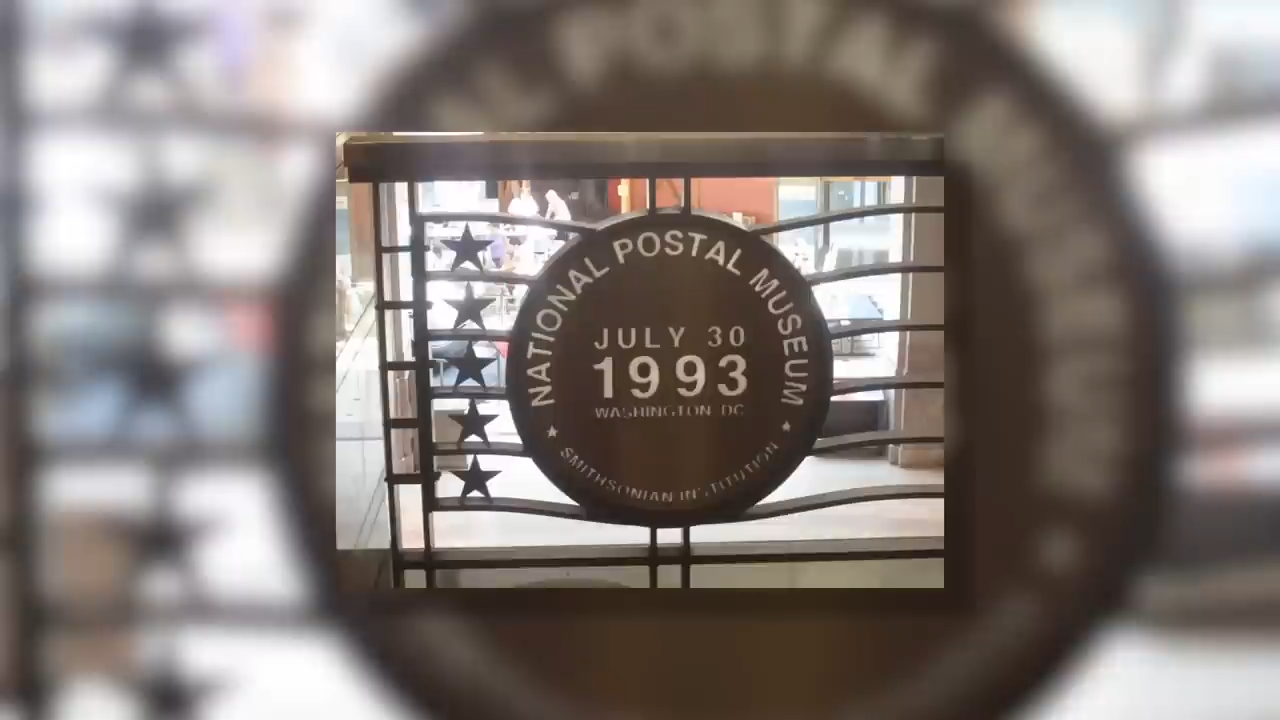 NATIONAL POSTAL MUSEUM
JULY 30
1993
WASHINGTON DC
SMITHSONIAN INSTITUTION